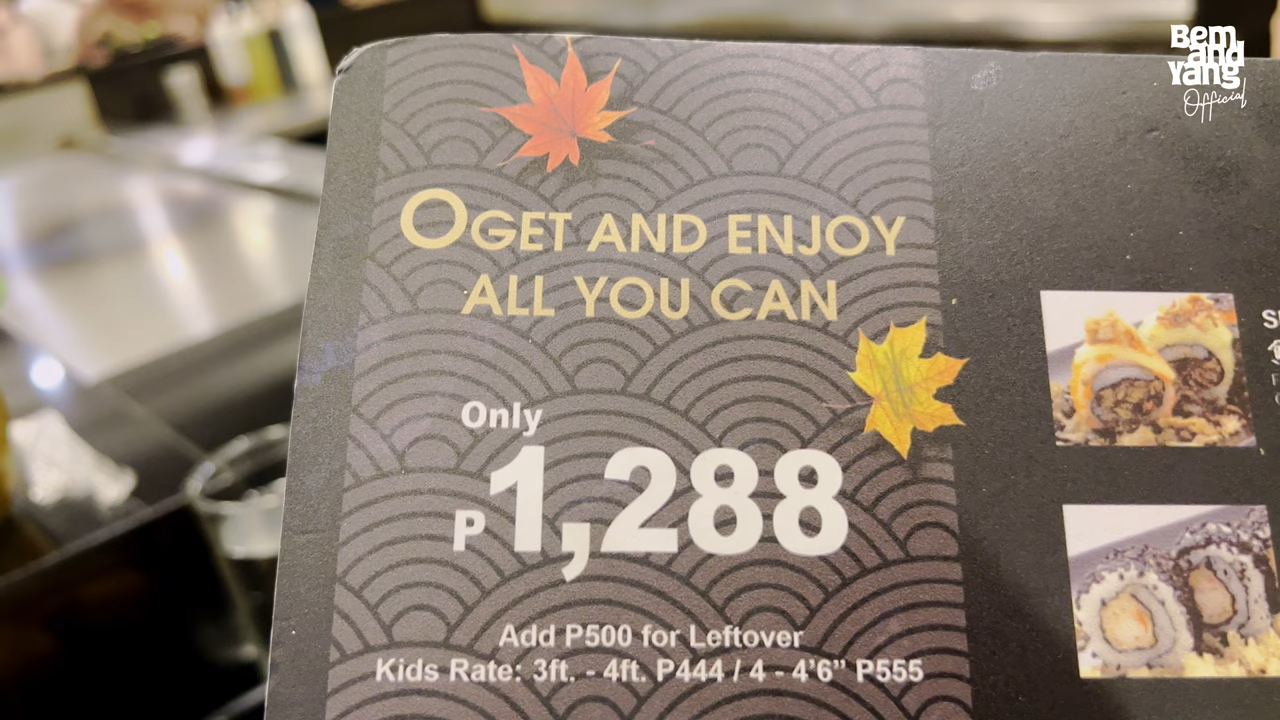 Bem
and
Yang
Official
OGET AND ENJOY
ALL YOU CAN
Only
P1,288
Add P500 for Leftover
Kids Rate: 3ft. - 4ft. P444 / 4 - 4’6” P555